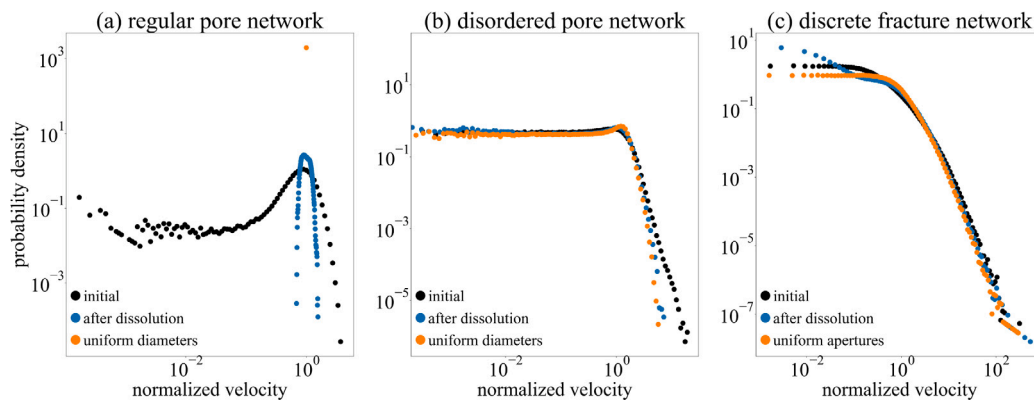 (a) regular pore network
(b) disordered pore network
(c) discrete fracture network
probability density
10^3
10^1
10^-1
10^-3
initial
after dissolution
uniform diameters
10^-2
10^0
normalized velocity
10^-1
10^-3
10^-5
initial
after dissolution
uniform diameters
10^-2
10^0
normalized velocity
10^1
10^-1
10^-3
10^-5
10^-7
initial
after dissolution
uniform apertures
10^-2
10^0
10^2
normalized velocity